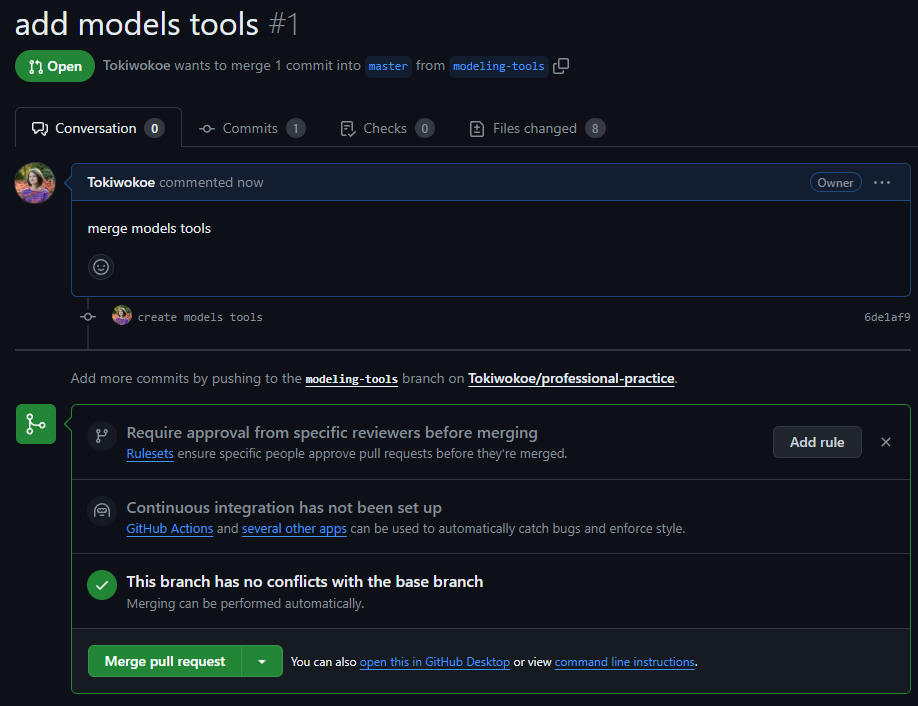 add models tools #1
Open Tokiwokoe wants to merge 1 commit into master from modeling-tools
Conversation 0 Commits 1 Checks 0 Files changed 8
Tokiwokoe commented now Owner ...
merge models tools
create models tools 6de1af9
Add more commits by pushing to the modeling-tools branch on Tokiwokoe/professional-practice.
Require approval from specific reviewers before merging
Rulesets ensure specific people approve pull requests before they're merged.
Add rule
Continuous integration has not been set up
GitHub Actions and several other apps can be used to automatically catch bugs and enforce style.
This branch has no conflicts with the base branch
Merging can be performed automatically.
Merge pull request You can also open this in GitHub Desktop or view command line instructions.